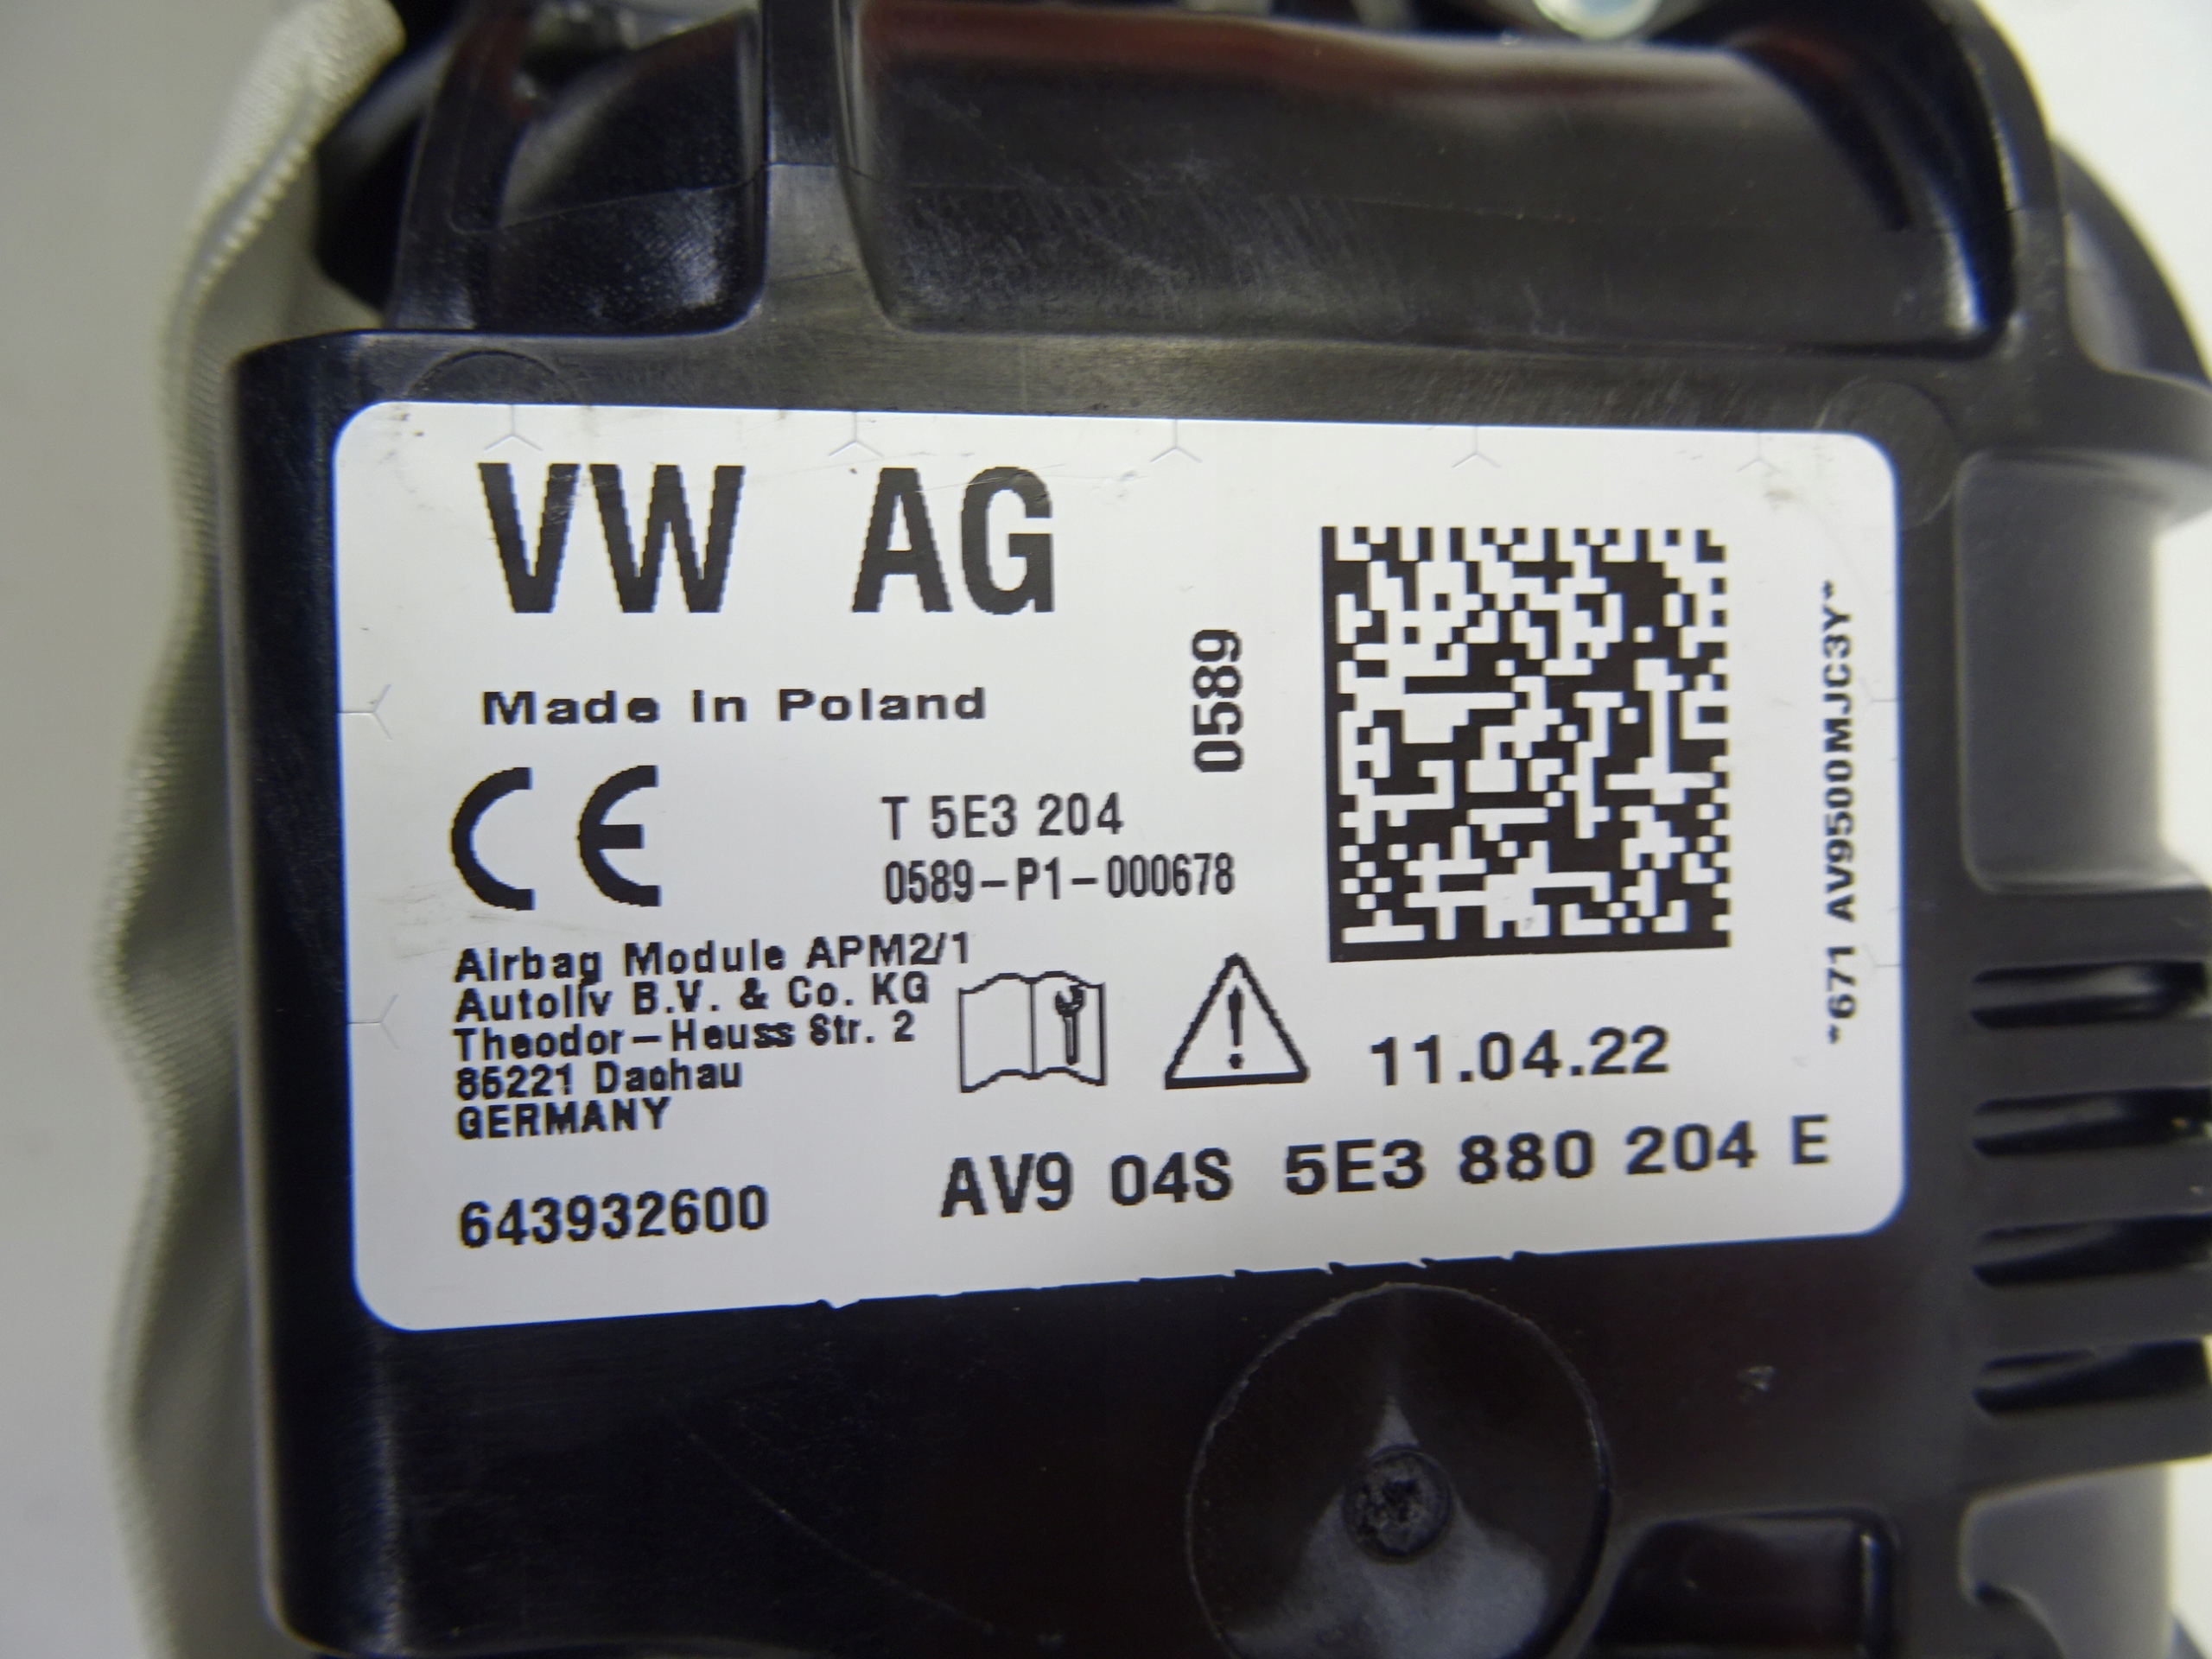 VW AG
Made in Poland
0589
CE
T 5E3 204
0589-P1-000678
Airbag Module APM2/1
Autoliv B.V. & Co. KG
Theodor-Heuss Str. 2
85221 Dachau
GERMANY
11.04.22
643932600
AV9 04S 5E3 880 204 E
*671 AV9500MJC3Y*